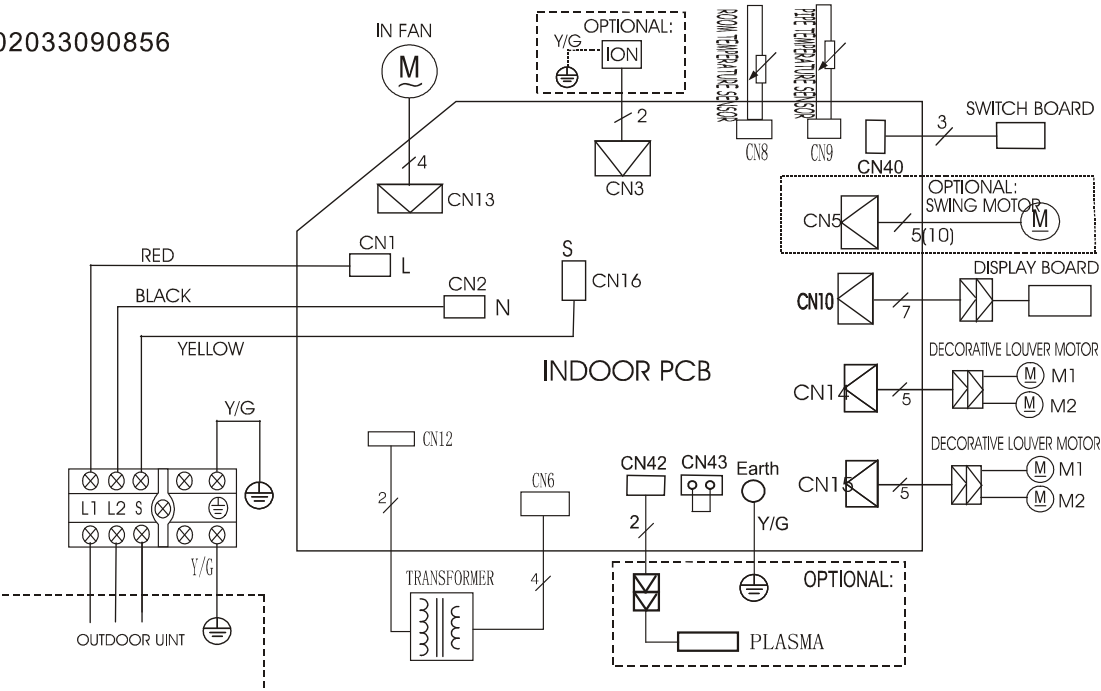 02033090856
IN FAN
M
4
CN13
OPTIONAL:
Y/G
ION
2
CN3
ROOM TEMPERATURE SENSOR
CN8
PIPE TEMPERATURE SENSOR
CN9
SWITCH BOARD
3
CN40
OPTIONAL:
SWING MOTOR
CN5
M
5(10)
DISPLAY BOARD
CN10
7
DECORATIVE LOUVER MOTOR
CN14
5
M M1
M M2
DECORATIVE LOUVER MOTOR
CN15
5
M M1
M M2
RED
CN1
L
BLACK
CN2
N
YELLOW
S
CN16
INDOOR PCB
Y/G
L1 L2 S
Y/G
OUTDOOR UINT
CN12
2
TRANSFORMER
CN6
4
CN42
2
CN43
Earth
Y/G
OPTIONAL:
PLASMA